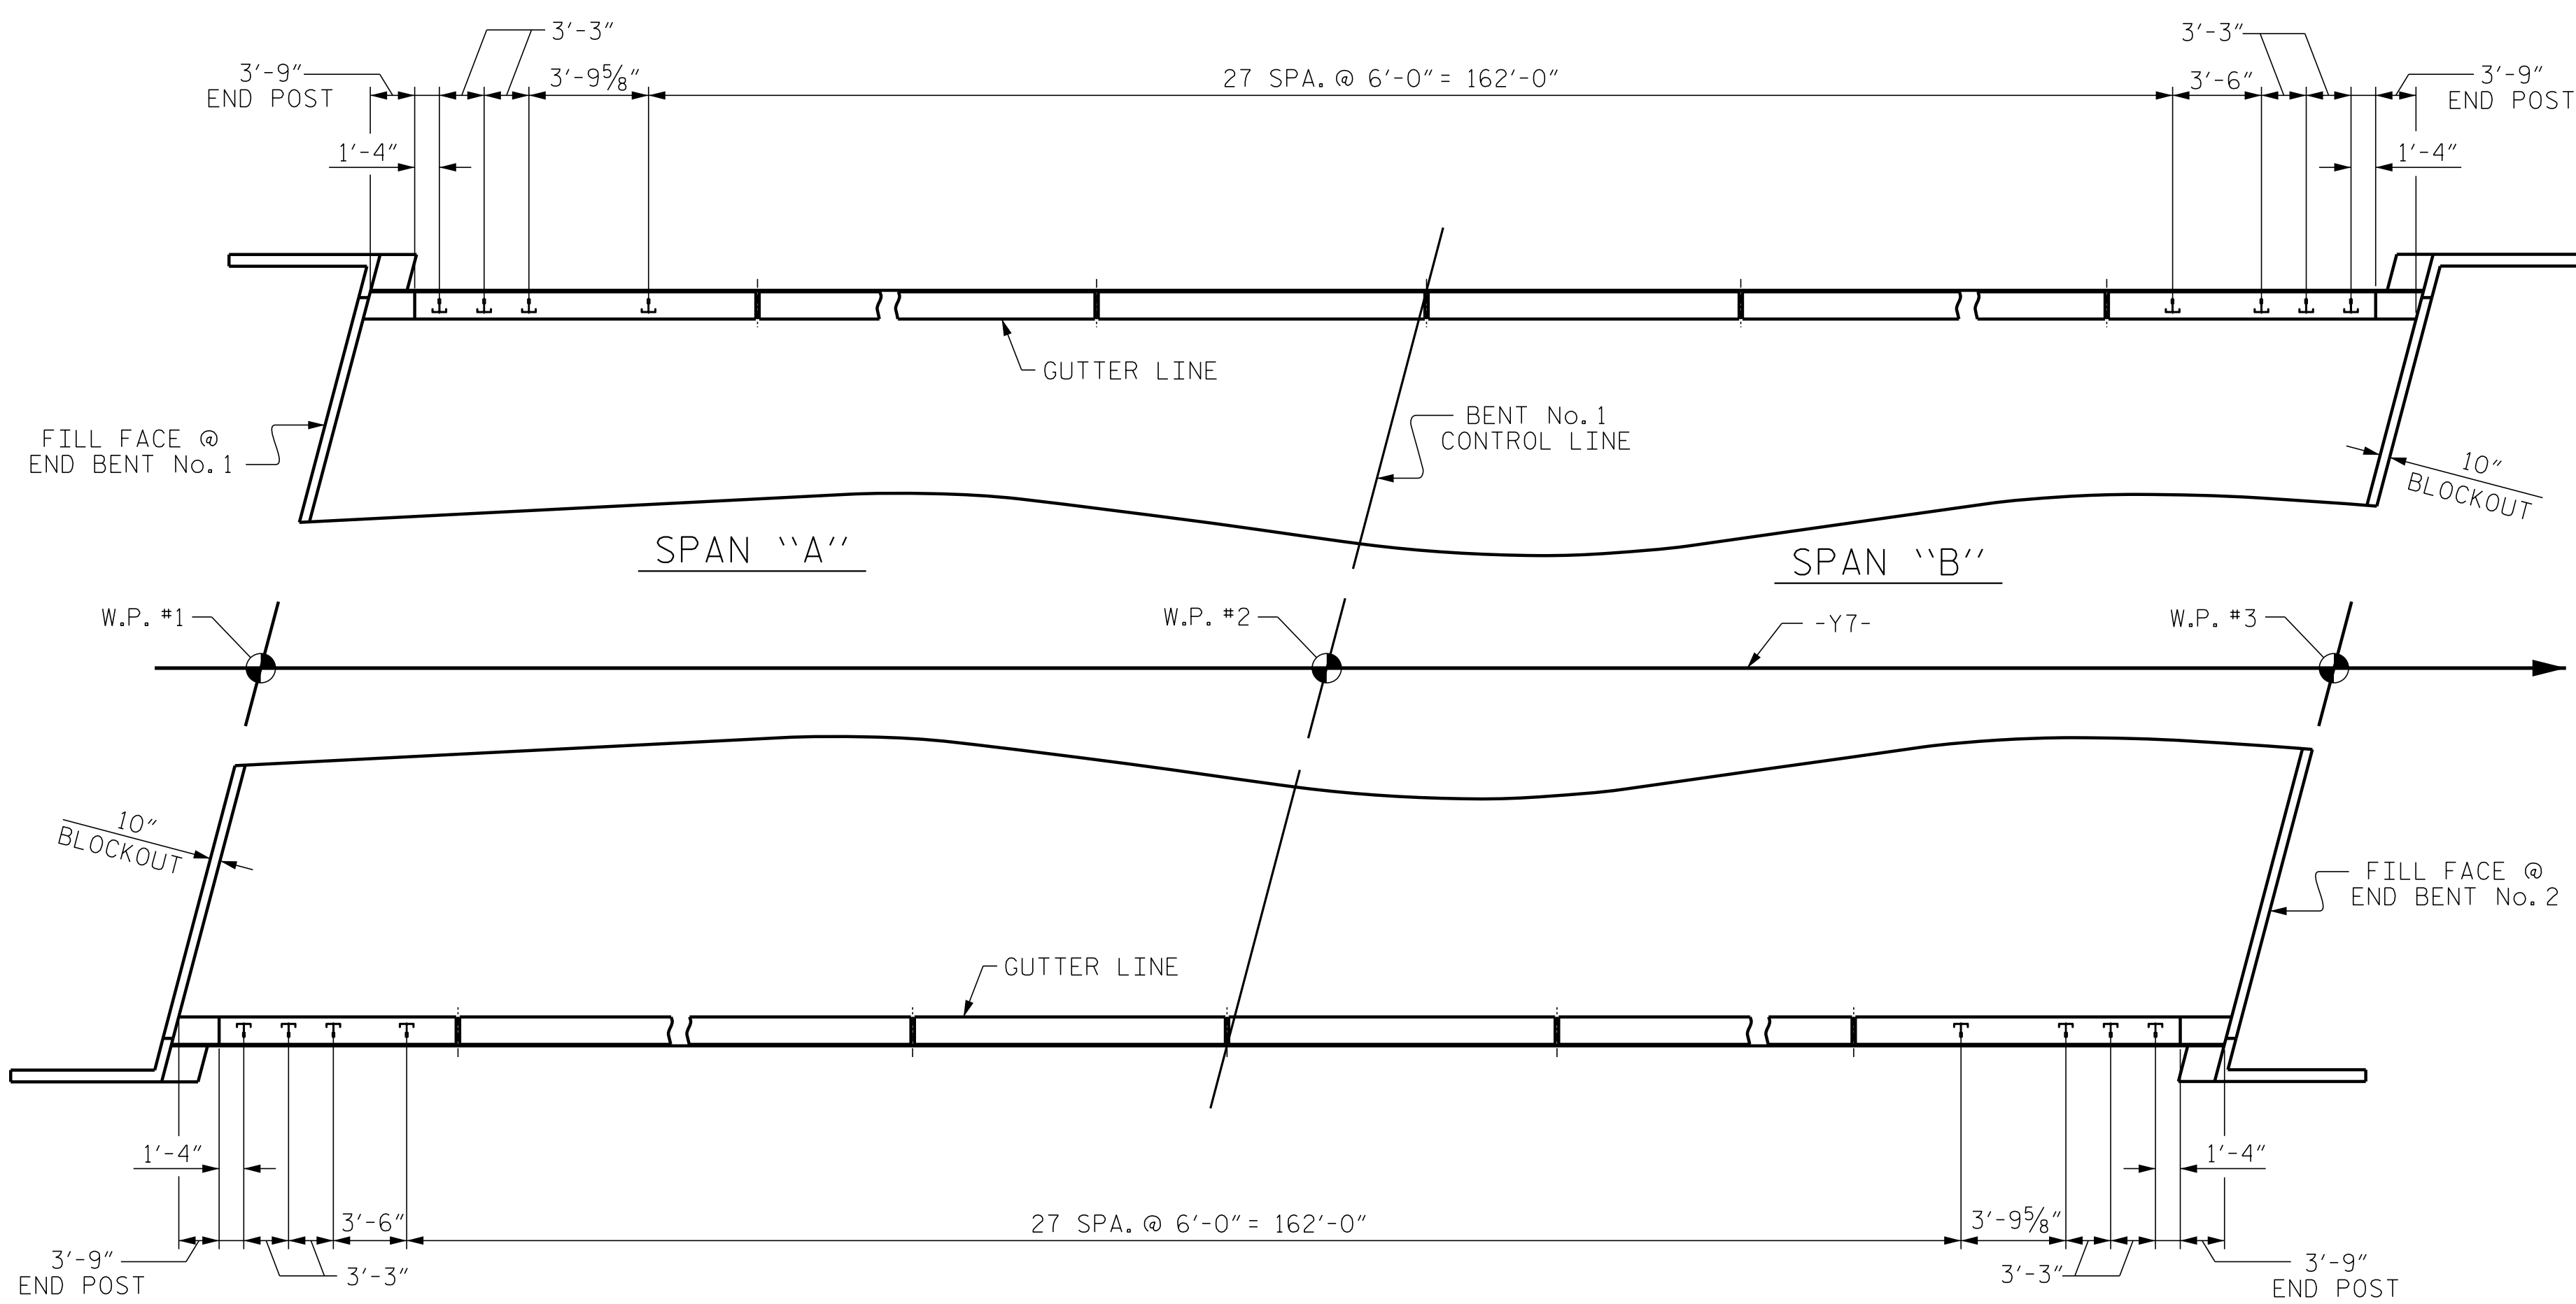 3'-3"
3'-3"
3'-9"
END POST
3'-9 5/8"
27 SPA. @ 6'-0" = 162'-0"
3'-6"
3'-9"
END POST
1'-4"
1'-4"
GUTTER LINE
BENT No. 1
CONTROL LINE
FILL FACE @
END BENT No. 1
10"
BLOCKOUT
SPAN "A"
SPAN "B"
W.P. #1
W.P. #2
-Y7-
W.P. #3
10"
BLOCKOUT
FILL FACE @
END BENT No. 2
GUTTER LINE
1'-4"
1'-4"
3'-6"
27 SPA. @ 6'-0" = 162'-0"
3'-9 5/8"
3'-9"
END POST
3'-3"
3'-3"
3'-9"
END POST